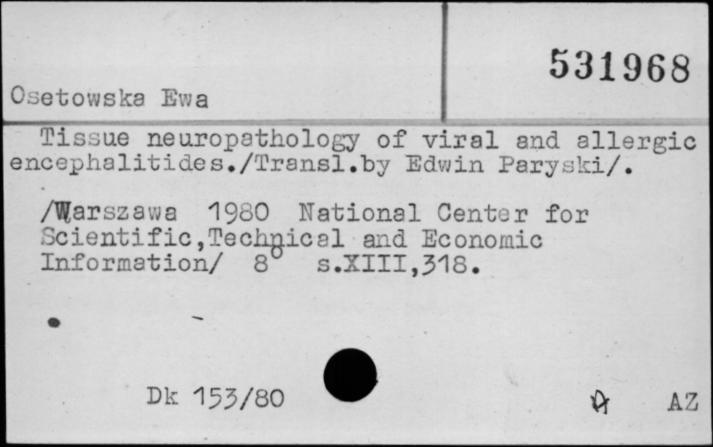 531968
Osetowska Ewa
Tissue neuropathology of viral and allergic
encephalitides./Transl.by Edwin Paryski/.
/Warszawa 1980 National Center for
Scientific,Technical and Economic
Information/ 8° s.XIII,318.
Dk 153/80
AZ